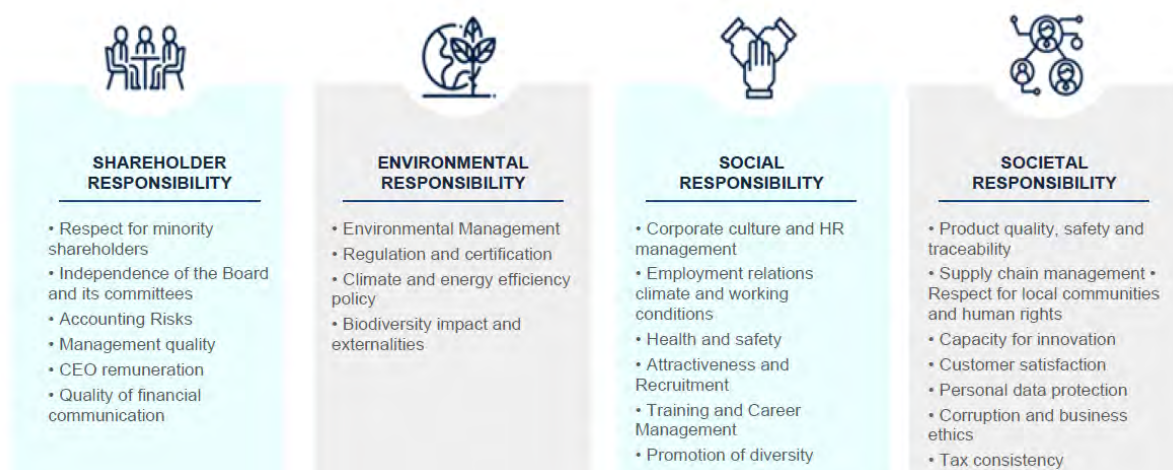 SHAREHOLDER
RESPONSIBILITY
• Respect for minority
shareholders
• Independence of the Board
and its committees
• Accounting Risks
• Management quality
• CEO remuneration
• Quality of financial
communication
ENVIRONMENTAL
RESPONSIBILITY
• Environmental Management
• Regulation and certification
• Climate and energy efficiency
policy
• Biodiversity impact and
externalities
SOCIAL
RESPONSIBILITY
• Corporate culture and HR
management
• Employment relations
climate and working
conditions
• Health and safety
• Attractiveness and
Recruitment
• Training and Career
Management
• Promotion of diversity
SOCIETAL
RESPONSIBILITY
• Product quality, safety and
traceability
• Supply chain management •
Respect for local communities
and human rights
• Capacity for innovation
• Customer satisfaction
• Personal data protection
• Corruption and business
ethics
• Tax consistency